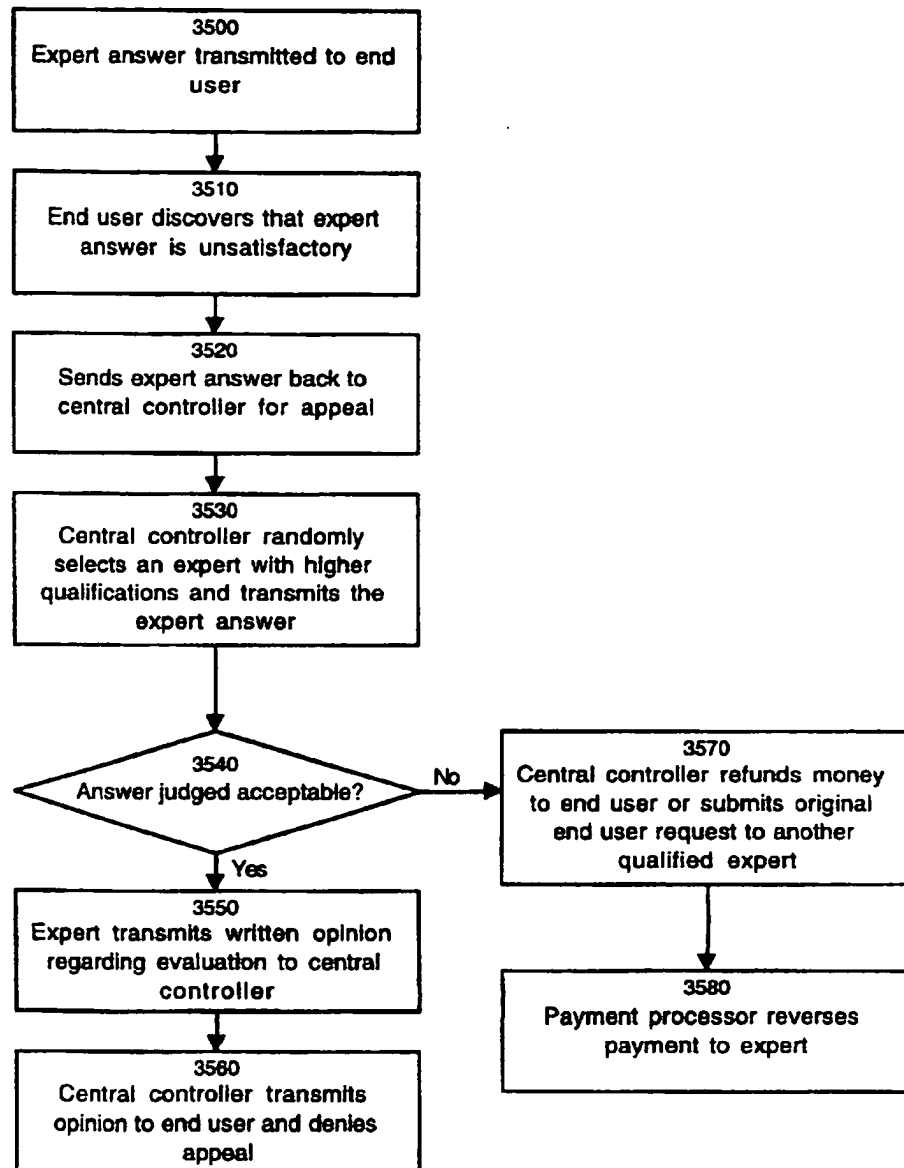 3500
Expert answer transmitted to end
user
3510
End user discovers that expert
answer is unsatisfactory
3520
Sends expert answer back to
central controller for appeal
3530
Central controller randomly
selects an expert with higher
qualifications and transmits the
expert answer
3540
Answer judged acceptable?
No
Yes
3550
Expert transmits written opinion
regarding evaluation to central
controller
3560
Central controller transmits
opinion to end user and denies
appeal
3570
Central controller refunds money
to end user or submits original
end user request to another
qualified expert
3580
Payment processor reverses
payment to expert